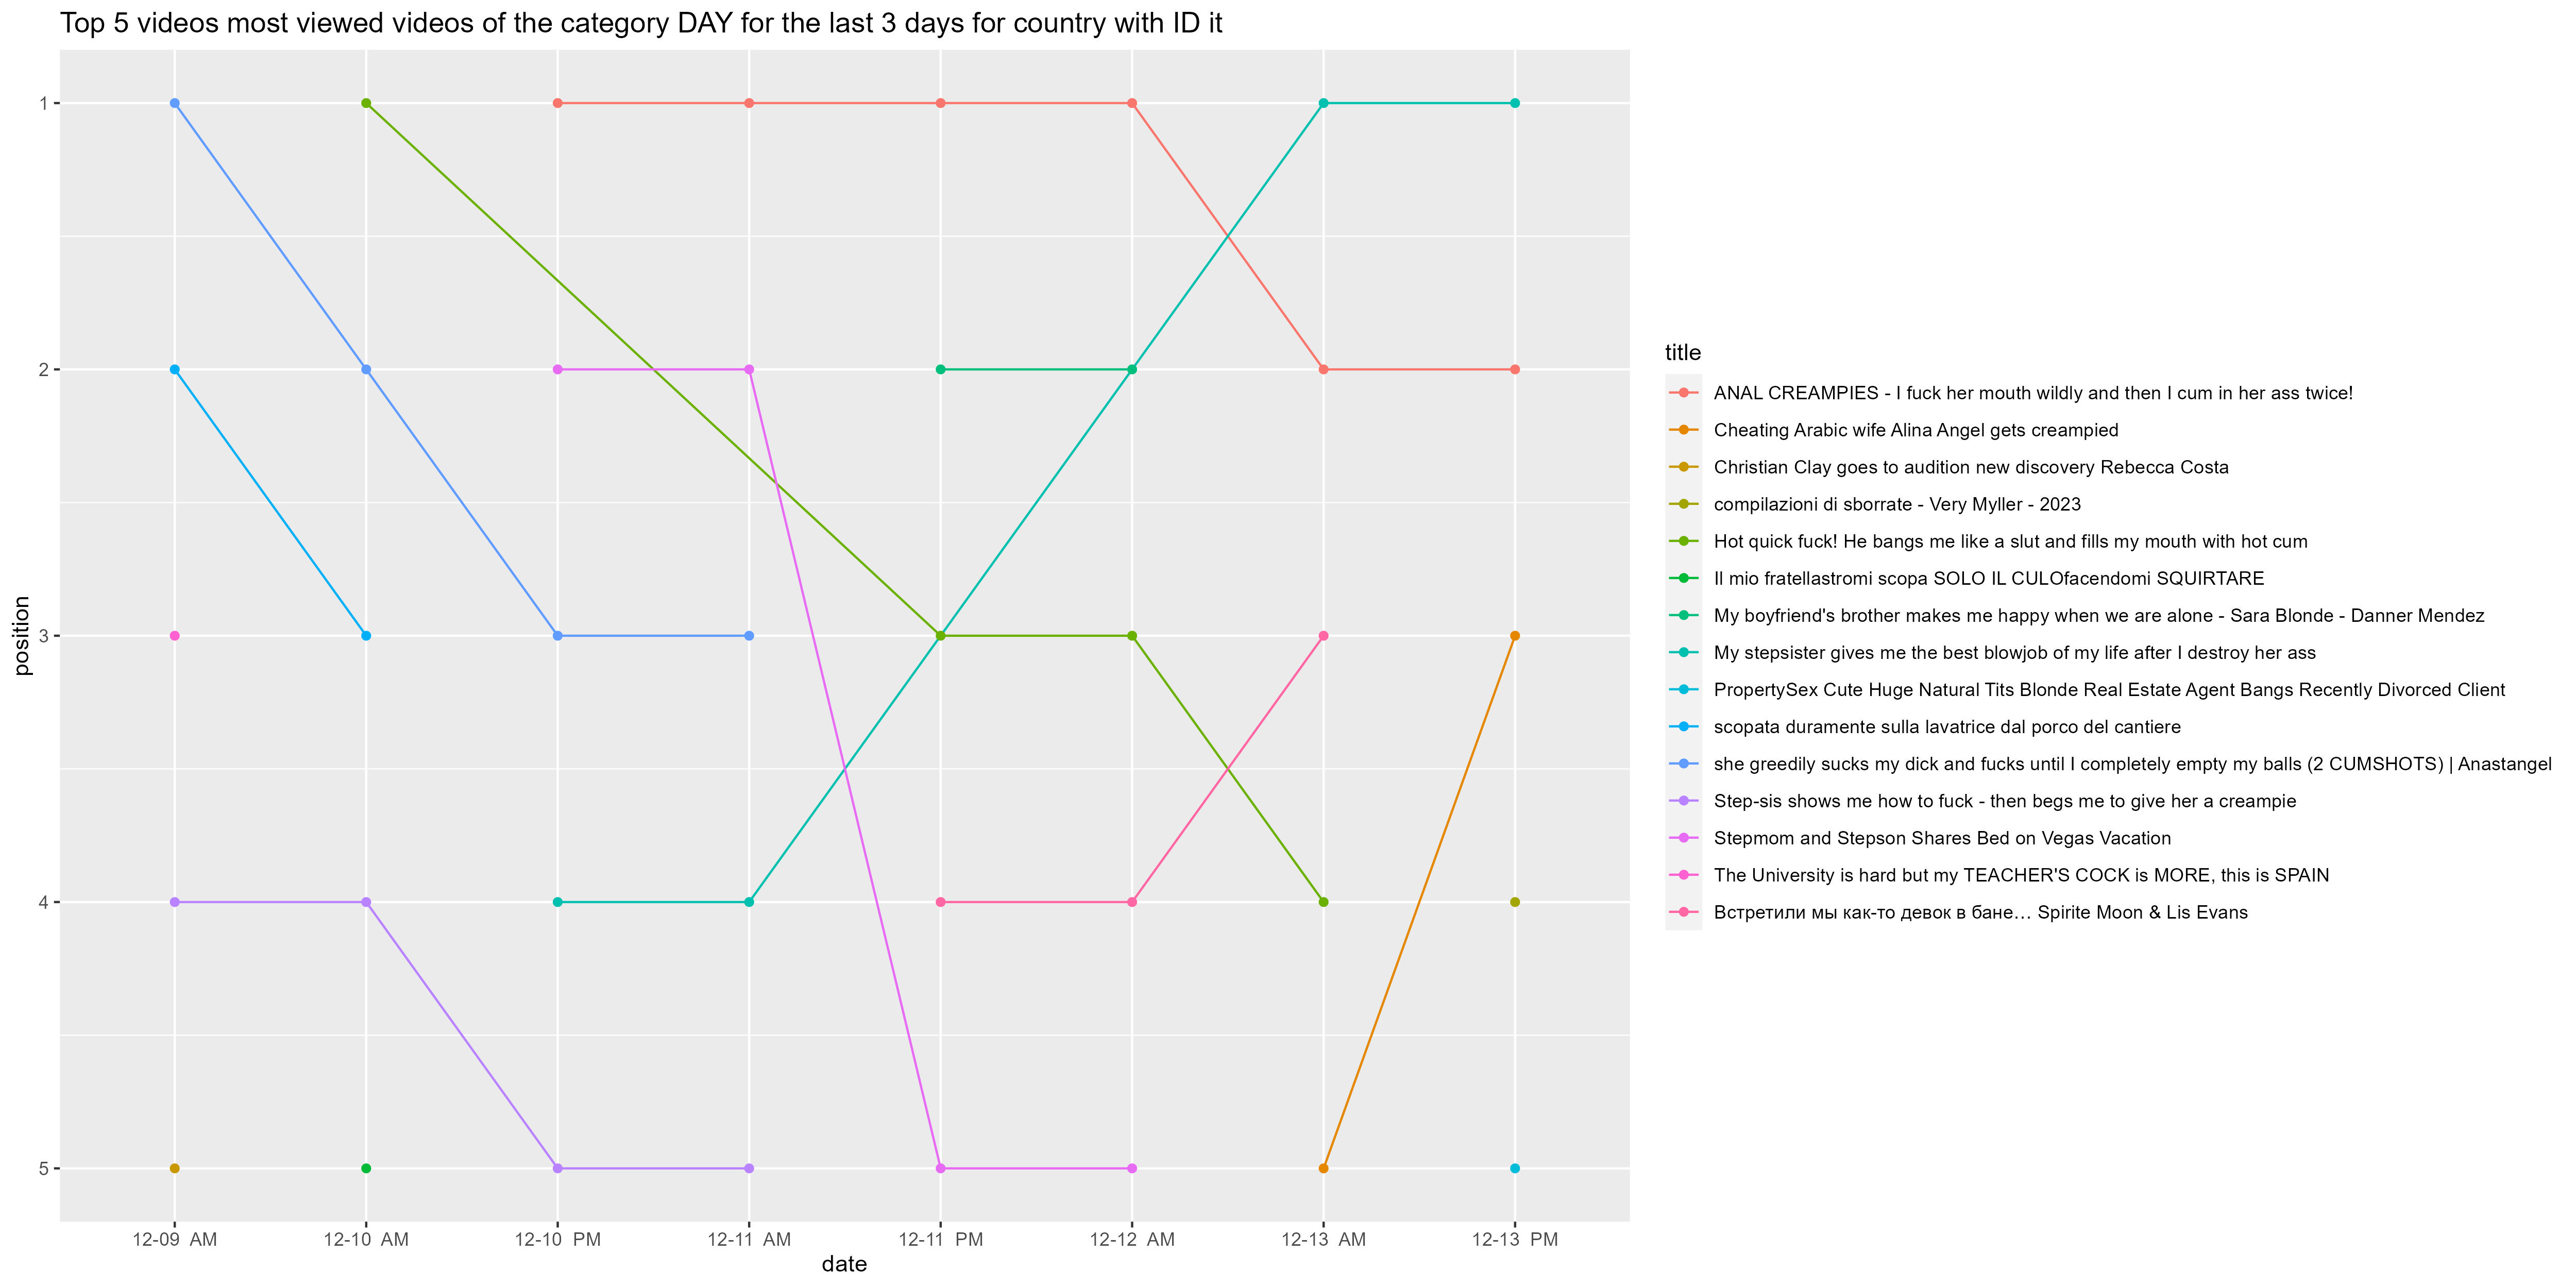 Top 5 videos most viewed videos of the category DAY for the last 3 days for country with ID it
position
1
2
3
4
5
12-09 AM
12-10 AM
12-10 PM
12-11 AM
12-11 PM
12-12 AM
12-13 AM
12-13 PM
date
title
ANAL CREAMPIES - I fuck her mouth wildly and then I cum in her ass twice!
Cheating Arabic wife Alina Angel gets creampied
Christian Clay goes to audition new discovery Rebecca Costa
compilazioni di sborrate - Very Myller - 2023
Hot quick fuck! He bangs me like a slut and fills my mouth with hot cum
Il mio fratellastromi scopa SOLO IL CULOfacendomi SQUIRTARE
My boyfriend's brother makes me happy when we are alone - Sara Blonde - Danner Mendez
My stepsister gives me the best blowjob of my life after I destroy her ass
PropertySex Cute Huge Natural Tits Blonde Real Estate Agent Bangs Recently Divorced Client
scopata duramente sulla lavatrice dal porco del cantiere
she greedily sucks my dick and fucks until I completely empty my balls (2 CUMSHOTS) | Anastangel
Step-sis shows me how to fuck - then begs me to give her a creampie
Stepmom and Stepson Shares Bed on Vegas Vacation
The University is hard but my TEACHER'S COCK is MORE, this is SPAIN
Встретили мы как-то девок в бане… Spirite Moon & Lis Evans